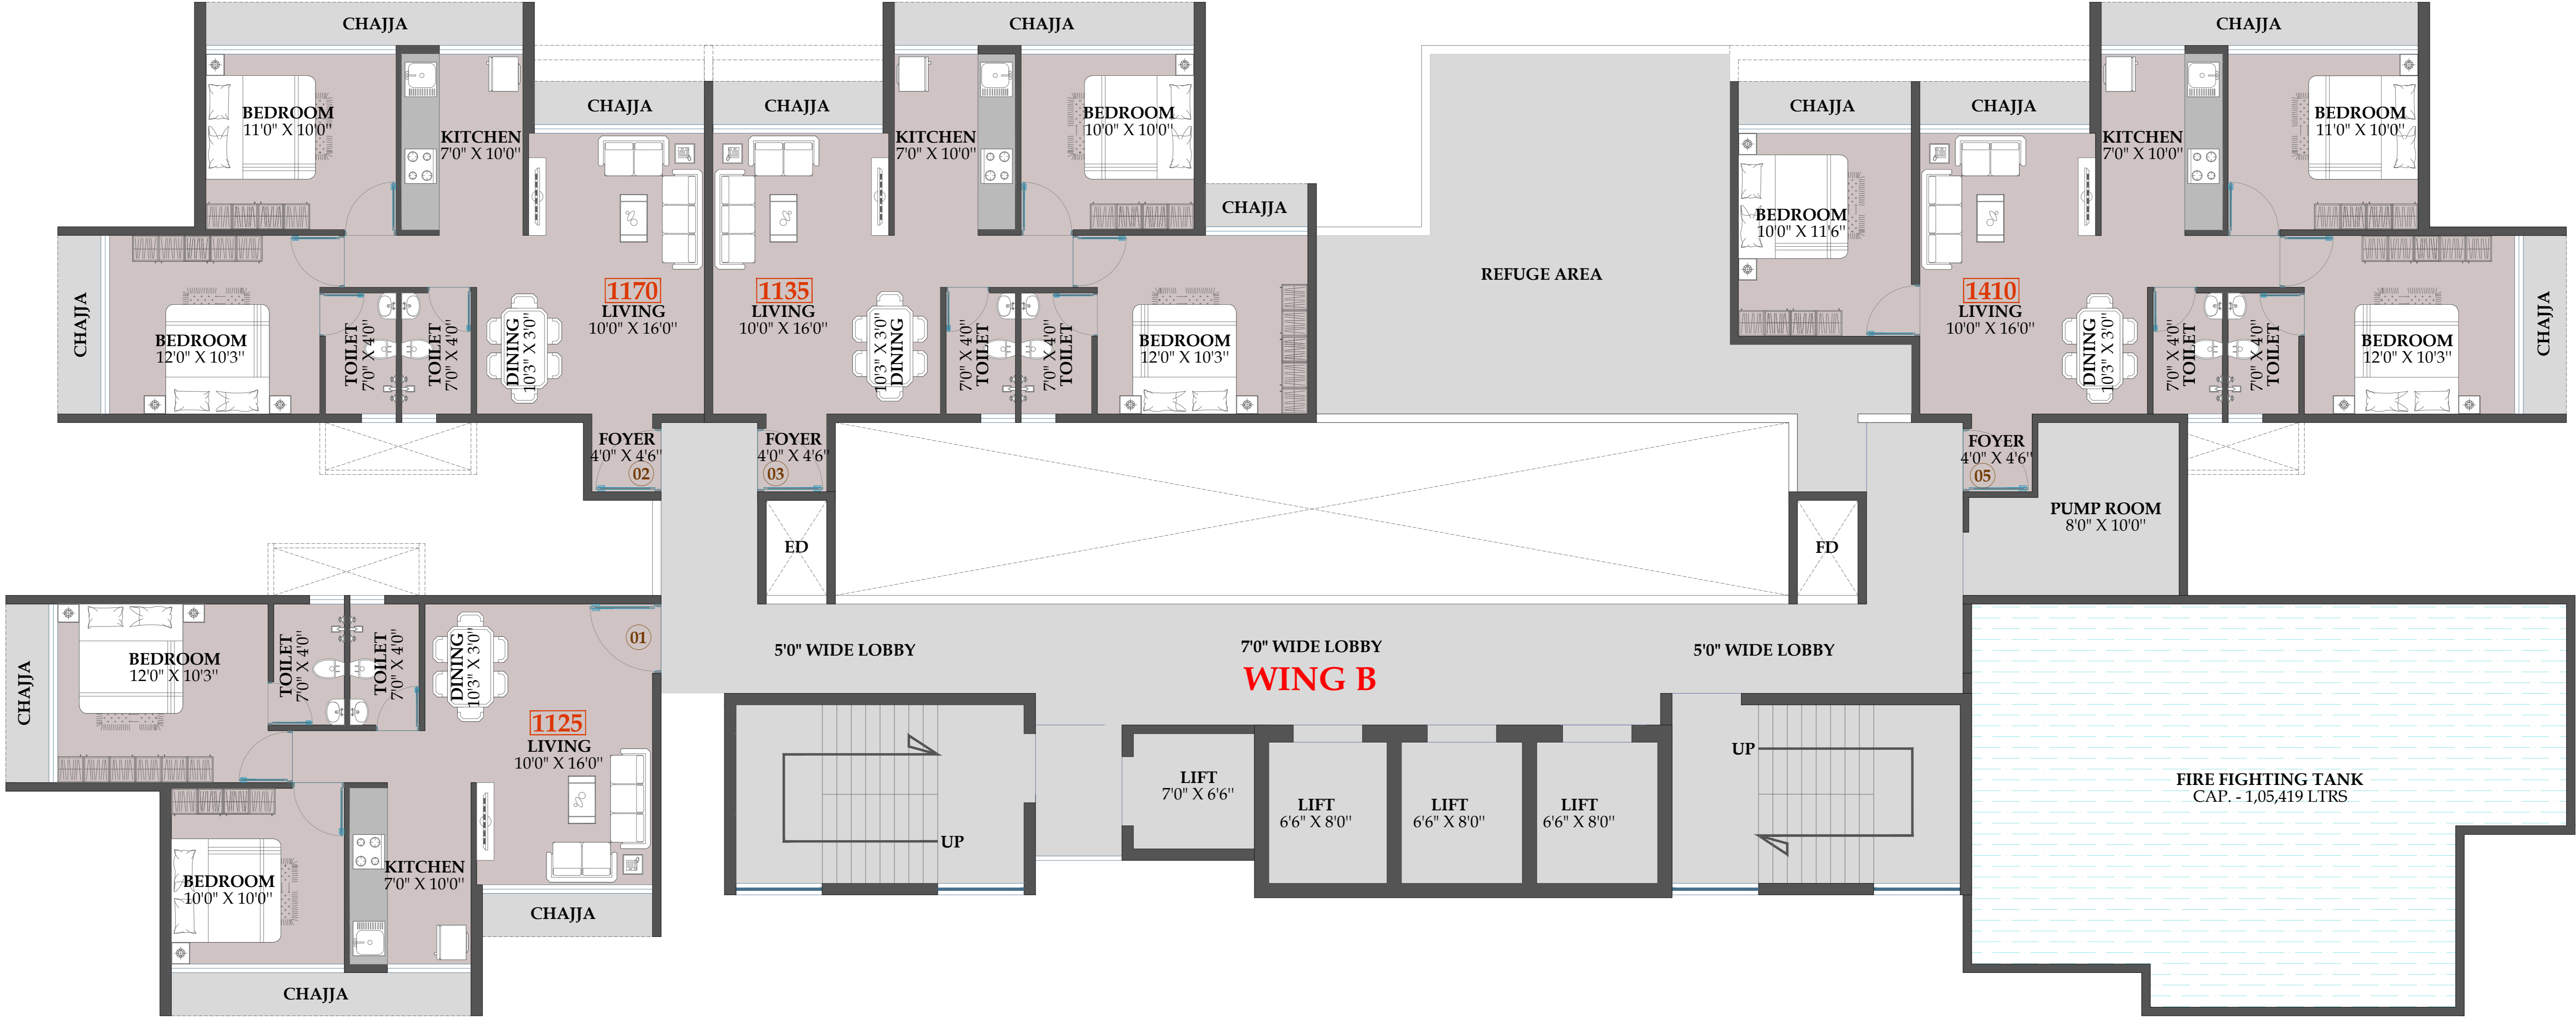 CHAJJA
CHAJJA
CHAJJA
BEDROOM
11'0" X 10'0"
KITCHEN
7'0" X 10'0"
CHAJJA
CHAJJA
KITCHEN
7'0" X 10'0"
BEDROOM
10'0" X 10'0"
CHAJJA
CHAJJA
CHAJJA
KITCHEN
7'0" X 10'0"
BEDROOM
11'0" X 10'0"
CHAJJA
BEDROOM
12'0" X 10'3"
TOILET
7'0" X 4'0"
TOILET
7'0" X 4'0"
DINING
10'3" X 3'0"
1170
LIVING
10'0" X 16'0"
1135
LIVING
10'0" X 16'0"
10'3" X 3'0"
DINING
7'0" X 4'0"
TOILET
7'0" X 4'0"
TOILET
BEDROOM
12'0" X 10'3"
CHAJJA
REFUGE AREA
BEDROOM
10'0" X 11'6"
1410
LIVING
10'0" X 16'0"
DINING
10'3" X 3'0"
7'0" X 4'0"
TOILET
7'0" X 4'0"
TOILET
BEDROOM
12'0" X 10'3"
CHAJJA
FOYER
4'0" X 4'6"
02
FOYER
4'0" X 4'6"
03
FOYER
4'0" X 4'6"
05
PUMP ROOM
8'0" X 10'0"
ED
FD
CHAJJA
BEDROOM
12'0" X 10'3"
TOILET
7'0" X 4'0"
TOILET
7'0" X 4'0"
DINING
10'3" X 3'0"
01
5'0" WIDE LOBBY
7'0" WIDE LOBBY
5'0" WIDE LOBBY
WING B
1125
LIVING
10'0" X 16'0"
UP
LIFT
7'0" X 6'6"
LIFT
6'6" X 8'0"
LIFT
6'6" X 8'0"
LIFT
6'6" X 8'0"
UP
FIRE FIGHTING TANK
CAP. - 1,05,419 LTRS
BEDROOM
10'0" X 10'0"
KITCHEN
7'0" X 10'0"
CHAJJA
CHAJJA